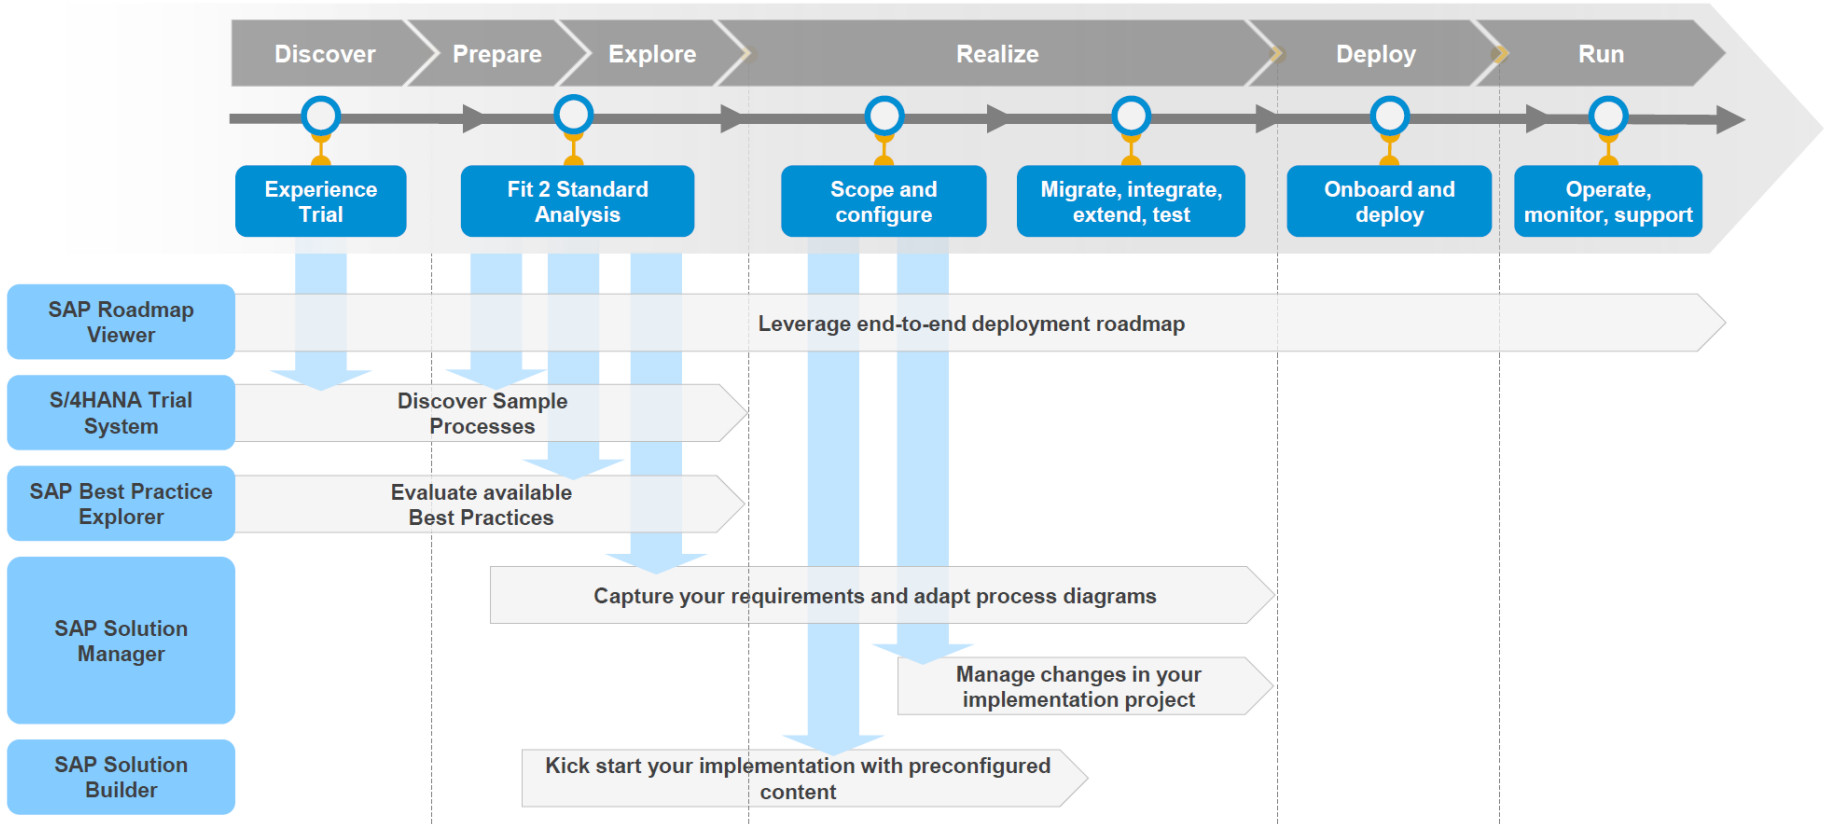 Discover
Prepare
Explore
Realize
Deploy
Run
Experience
Trial
Fit 2 Standard
Analysis
Scope and
configure
Migrate, integrate,
extend, test
Onboard and
deploy
Operate,
monitor, support
SAP Roadmap
Viewer
Leverage end-to-end deployment roadmap
S/4HANA Trial
System
Discover Sample
Processes
SAP Best Practice
Explorer
Evaluate available
Best Practices
SAP Solution
Manager
Capture your requirements and adapt process diagrams
Manage changes in your
implementation project
SAP Solution
Builder
Kick start your implementation with preconfigured
content